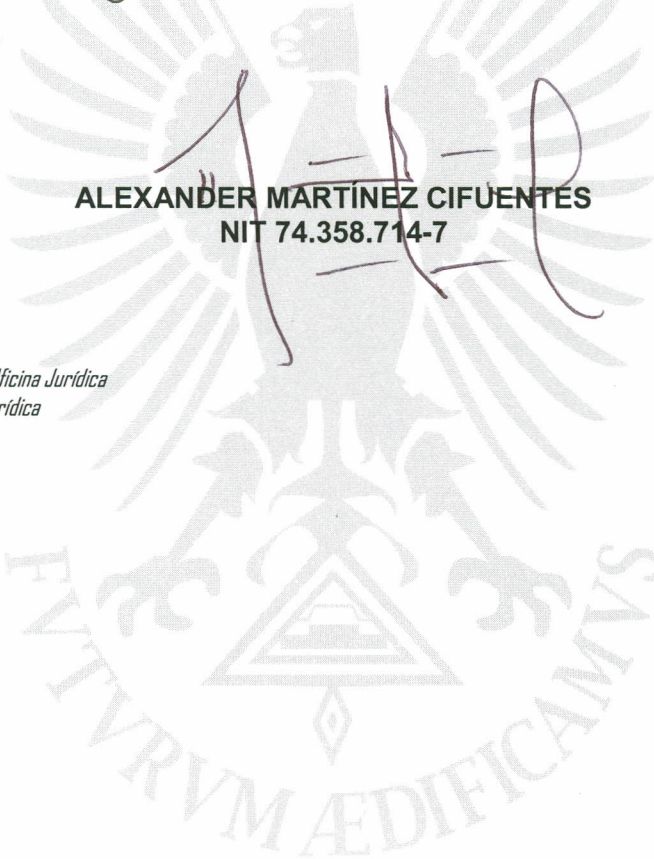 ALEXANDER MARTÍNEZ CIFUENTES
NIT 74.358.714-7
ficina Jurídica
rídica
FVTVRVM ÆDIFICAMVS